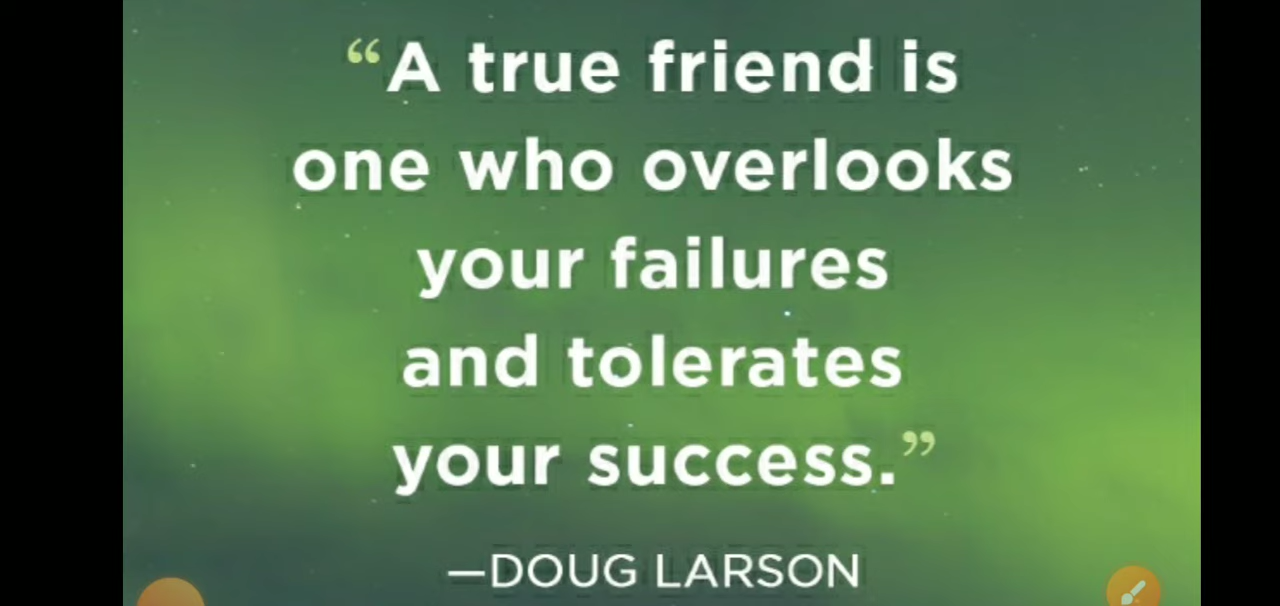 “A true friend is
one who overlooks
your failures
and tolerates
your success.”
—DOUG LARSON